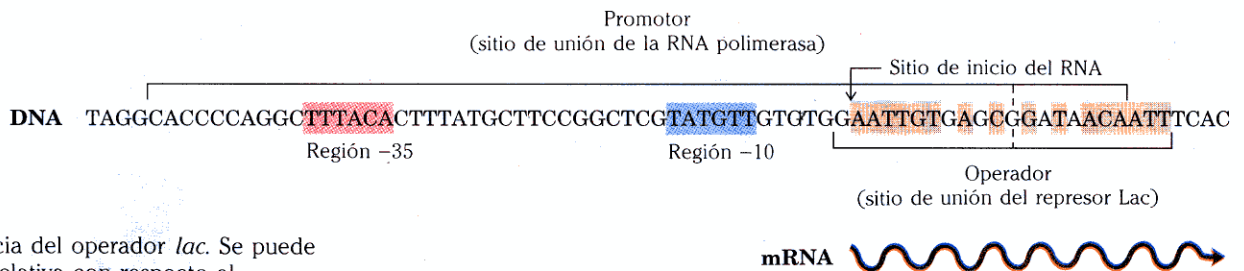 Promotor
(sitio de unión de la RNA polimerasa)
Sitio de inicio del RNA
DNA TAGGCACCCCAGGCTTTACACTTTATGCTTCCGGCTCGTATGTTGTGTGGAATTGTGAGCGGATAACAATTTCAC
Región –35
Región –10
Operador
(sitio de unión del represor Lac)
cia del operador lac. Se puede
mRNA